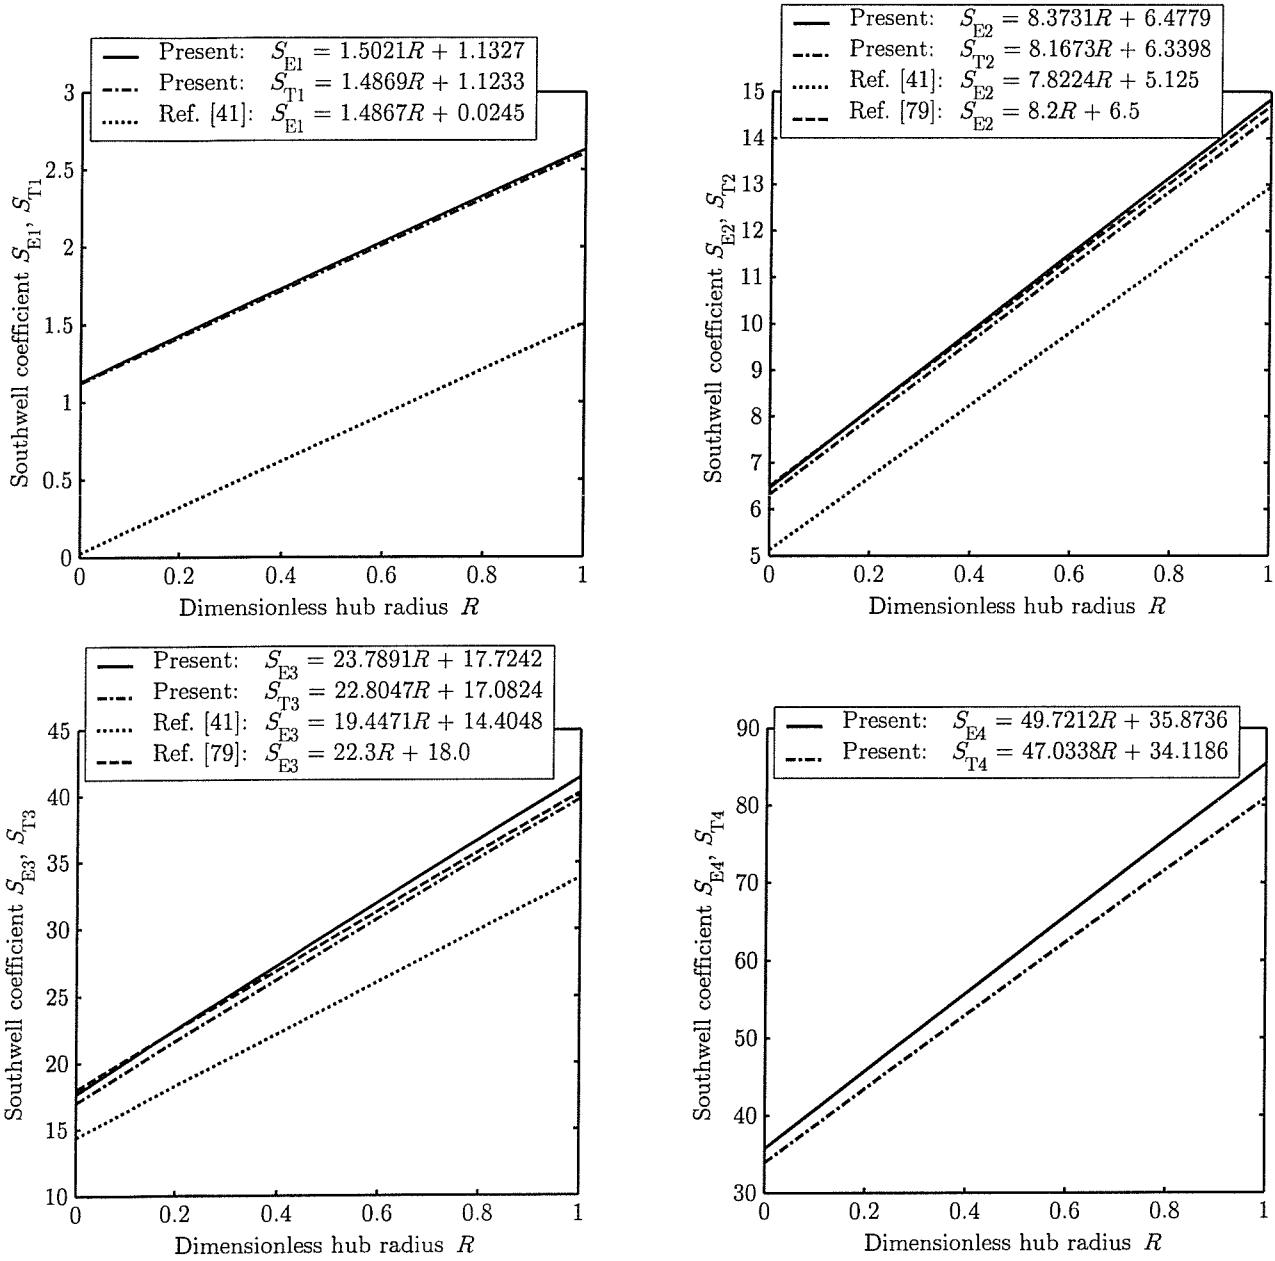 Present: S_E1 = 1.5021R + 1.1327
Present: S_T1 = 1.4869R + 1.1233
Ref. [41]: S_E1 = 1.4867R + 0.0245
3
2.5
2
1.5
1
0.5
0
Southwell coefficient S_E1, S_T1
0 0.2 0.4 0.6 0.8 1
Dimensionless hub radius R
Present: S_E2 = 8.3731R + 6.4779
Present: S_T2 = 8.1673R + 6.3398
Ref. [41]: S_E2 = 7.8224R + 5.125
Ref. [79]: S_E2 = 8.2R + 6.5
15
14
13
12
11
10
9
8
7
6
5
Southwell coefficient S_E2, S_T2
0 0.2 0.4 0.6 0.8 1
Dimensionless hub radius R
Present: S_E3 = 23.7891R + 17.7242
Present: S_T3 = 22.8047R + 17.0824
Ref. [41]: S_E3 = 19.4471R + 14.4048
Ref. [79]: S_E3 = 22.3R + 18.0
45
40
35
30
25
20
15
10
Southwell coefficient S_E3, S_T3
0 0.2 0.4 0.6 0.8 1
Dimensionless hub radius R
Present: S_E4 = 49.7212R + 35.8736
Present: S_T4 = 47.0338R + 34.1186
90
80
70
60
50
40
30
Southwell coefficient S_E4, S_T4
0 0.2 0.4 0.6 0.8 1
Dimensionless hub radius R